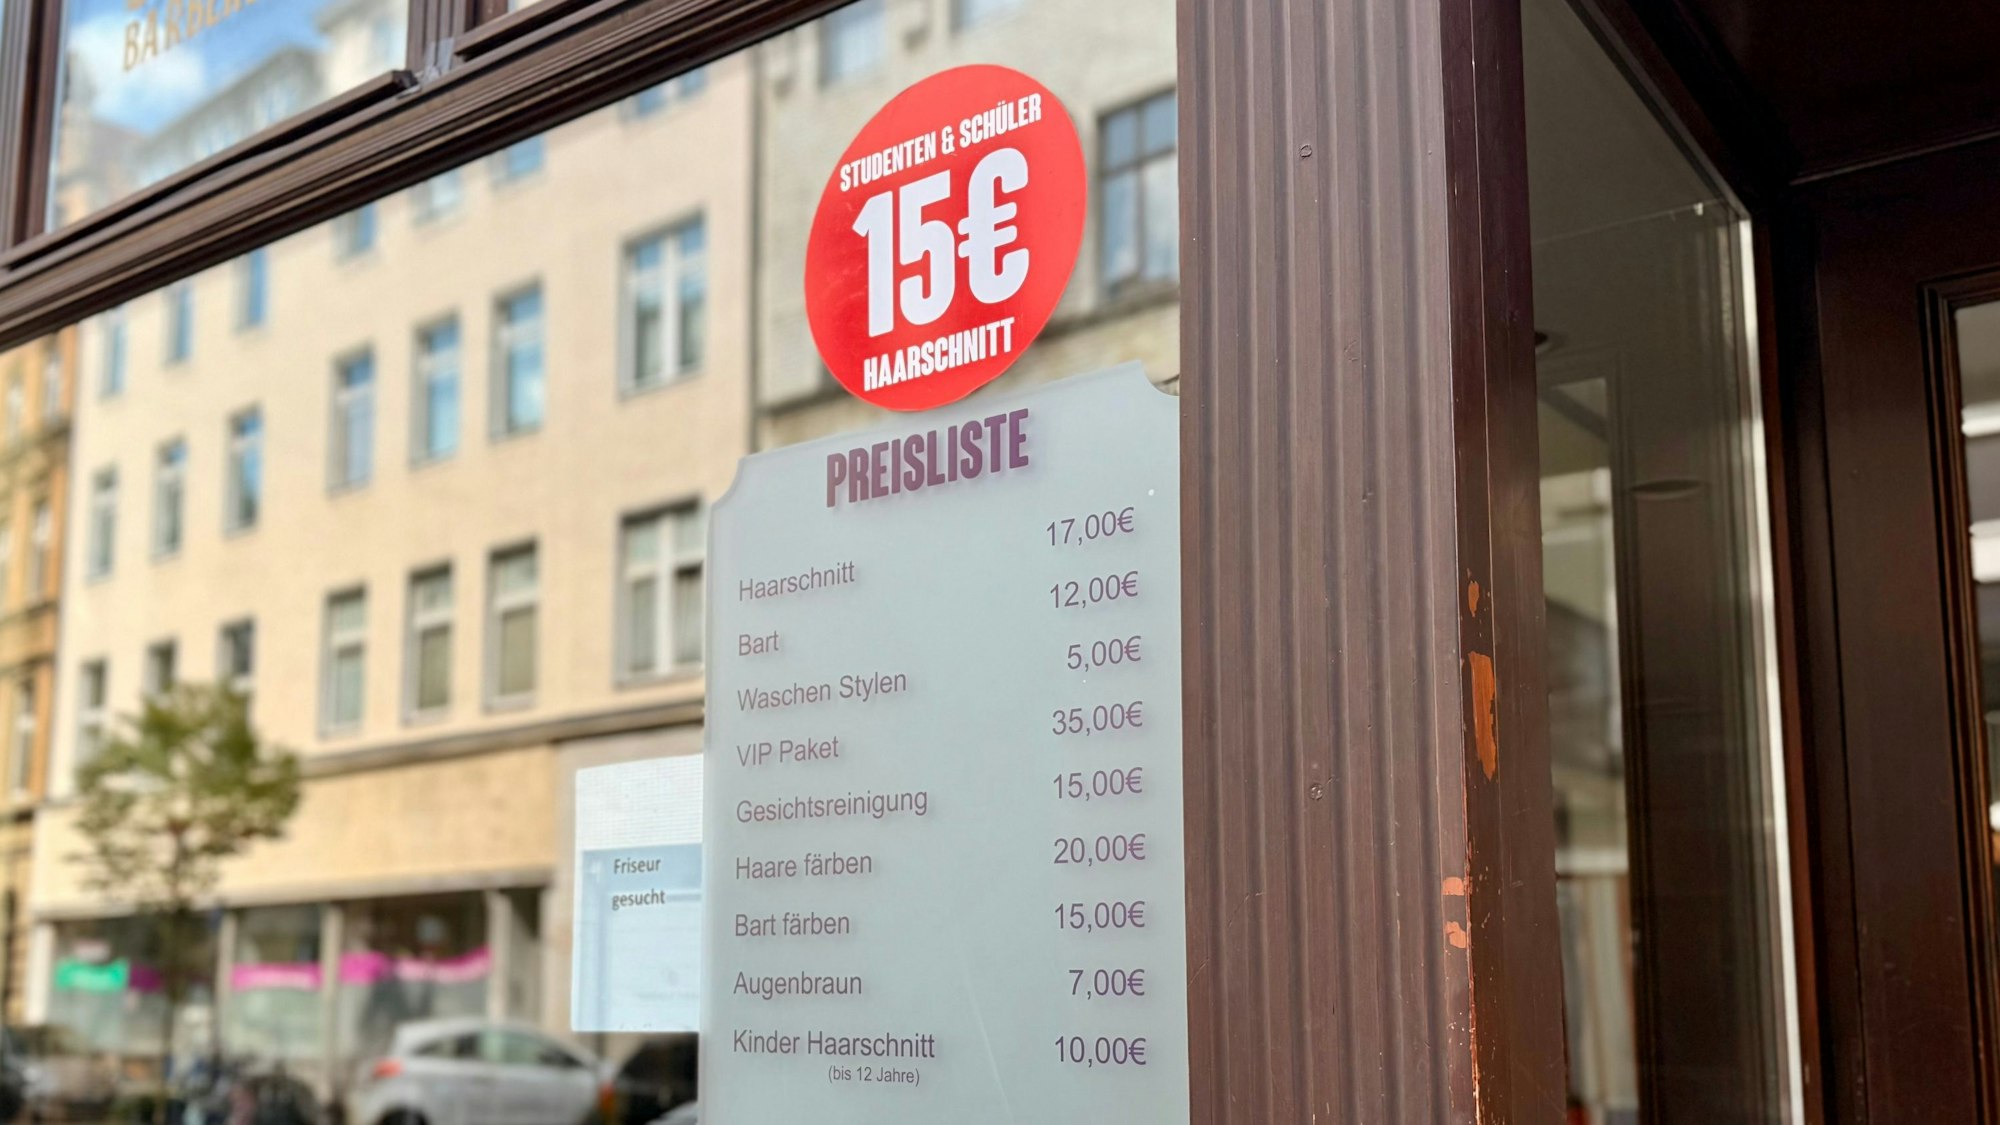 STUDENTEN & SCHÜLER
15€
HAARSCHNITT
PREISLISTE
Haarschnitt 17,00€
Bart 12,00€
Waschen Stylen 5,00€
VIP Paket 35,00€
Gesichtsreinigung 15,00€
Haare färben 20,00€
Bart färben 15,00€
Augenbraun 7,00€
Kinder Haarschnitt 10,00€
(bis 12 Jahre)
Friseur
gesucht